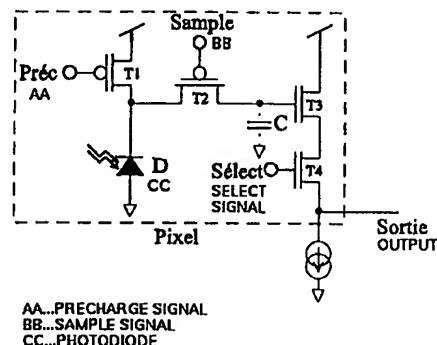 Sample
BB
Préc
AA
T1
T2
T3
C
D
CC
Sélect
SELECT
SIGNAL
T4
Pixel
Sortie
OUTPUT
AA...PRECHARGE SIGNAL
BB...SAMPLE SIGNAL
CC...PHOTODIODE